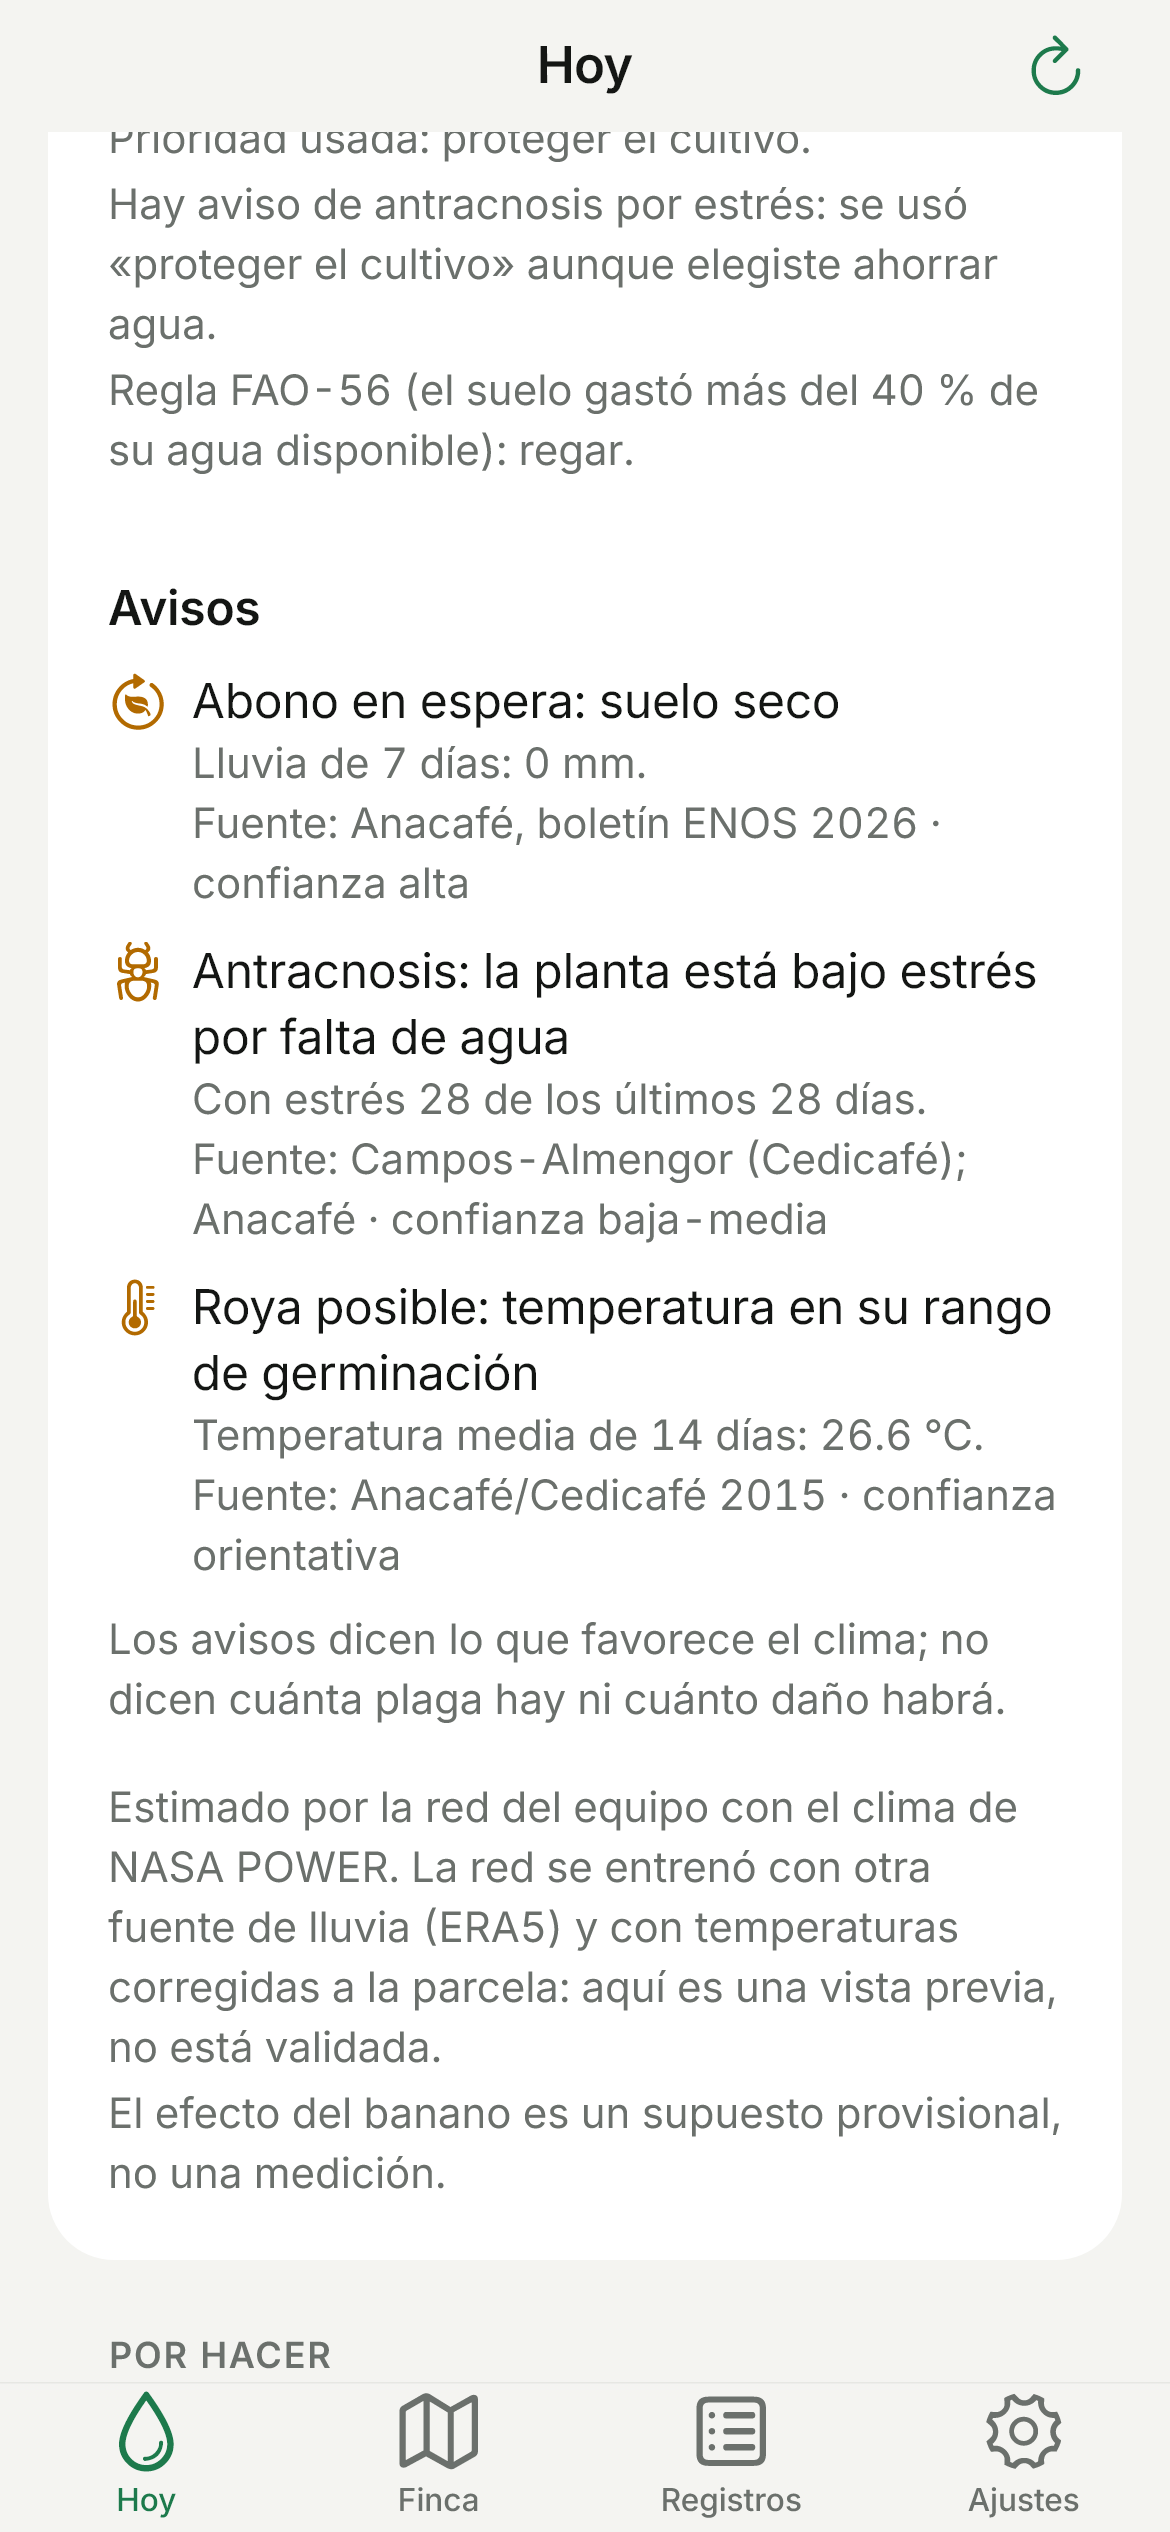 Hoy
Prioridad usada: proteger el cultivo.
Hay aviso de antracnosis por estrés: se usó
«proteger el cultivo» aunque elegiste ahorrar
agua.
Regla FAO-56 (el suelo gastó más del 40 % de
su agua disponible): regar.
Avisos
Abono en espera: suelo seco
Lluvia de 7 días: 0 mm.
Fuente: Anacafé, boletín ENOS 2026 ·
confianza alta
Antracnosis: la planta está bajo estrés
por falta de agua
Con estrés 28 de los últimos 28 días.
Fuente: Campos-Almengor (Cedicafé);
Anacafé · confianza baja-media
Roya posible: temperatura en su rango
de germinación
Temperatura media de 14 días: 26.6 °C.
Fuente: Anacafé/Cedicafé 2015 · confianza
orientativa
Los avisos dicen lo que favorece el clima; no
dicen cuánta plaga hay ni cuánto daño habrá.
Estimado por la red del equipo con el clima de
NASA POWER. La red se entrenó con otra
fuente de lluvia (ERA5) y con temperaturas
corregidas a la parcela: aquí es una vista previa,
no está validada.
El efecto del banano es un supuesto provisional,
no una medición.
POR HACER
Hoy
Finca
Registros
Ajustes